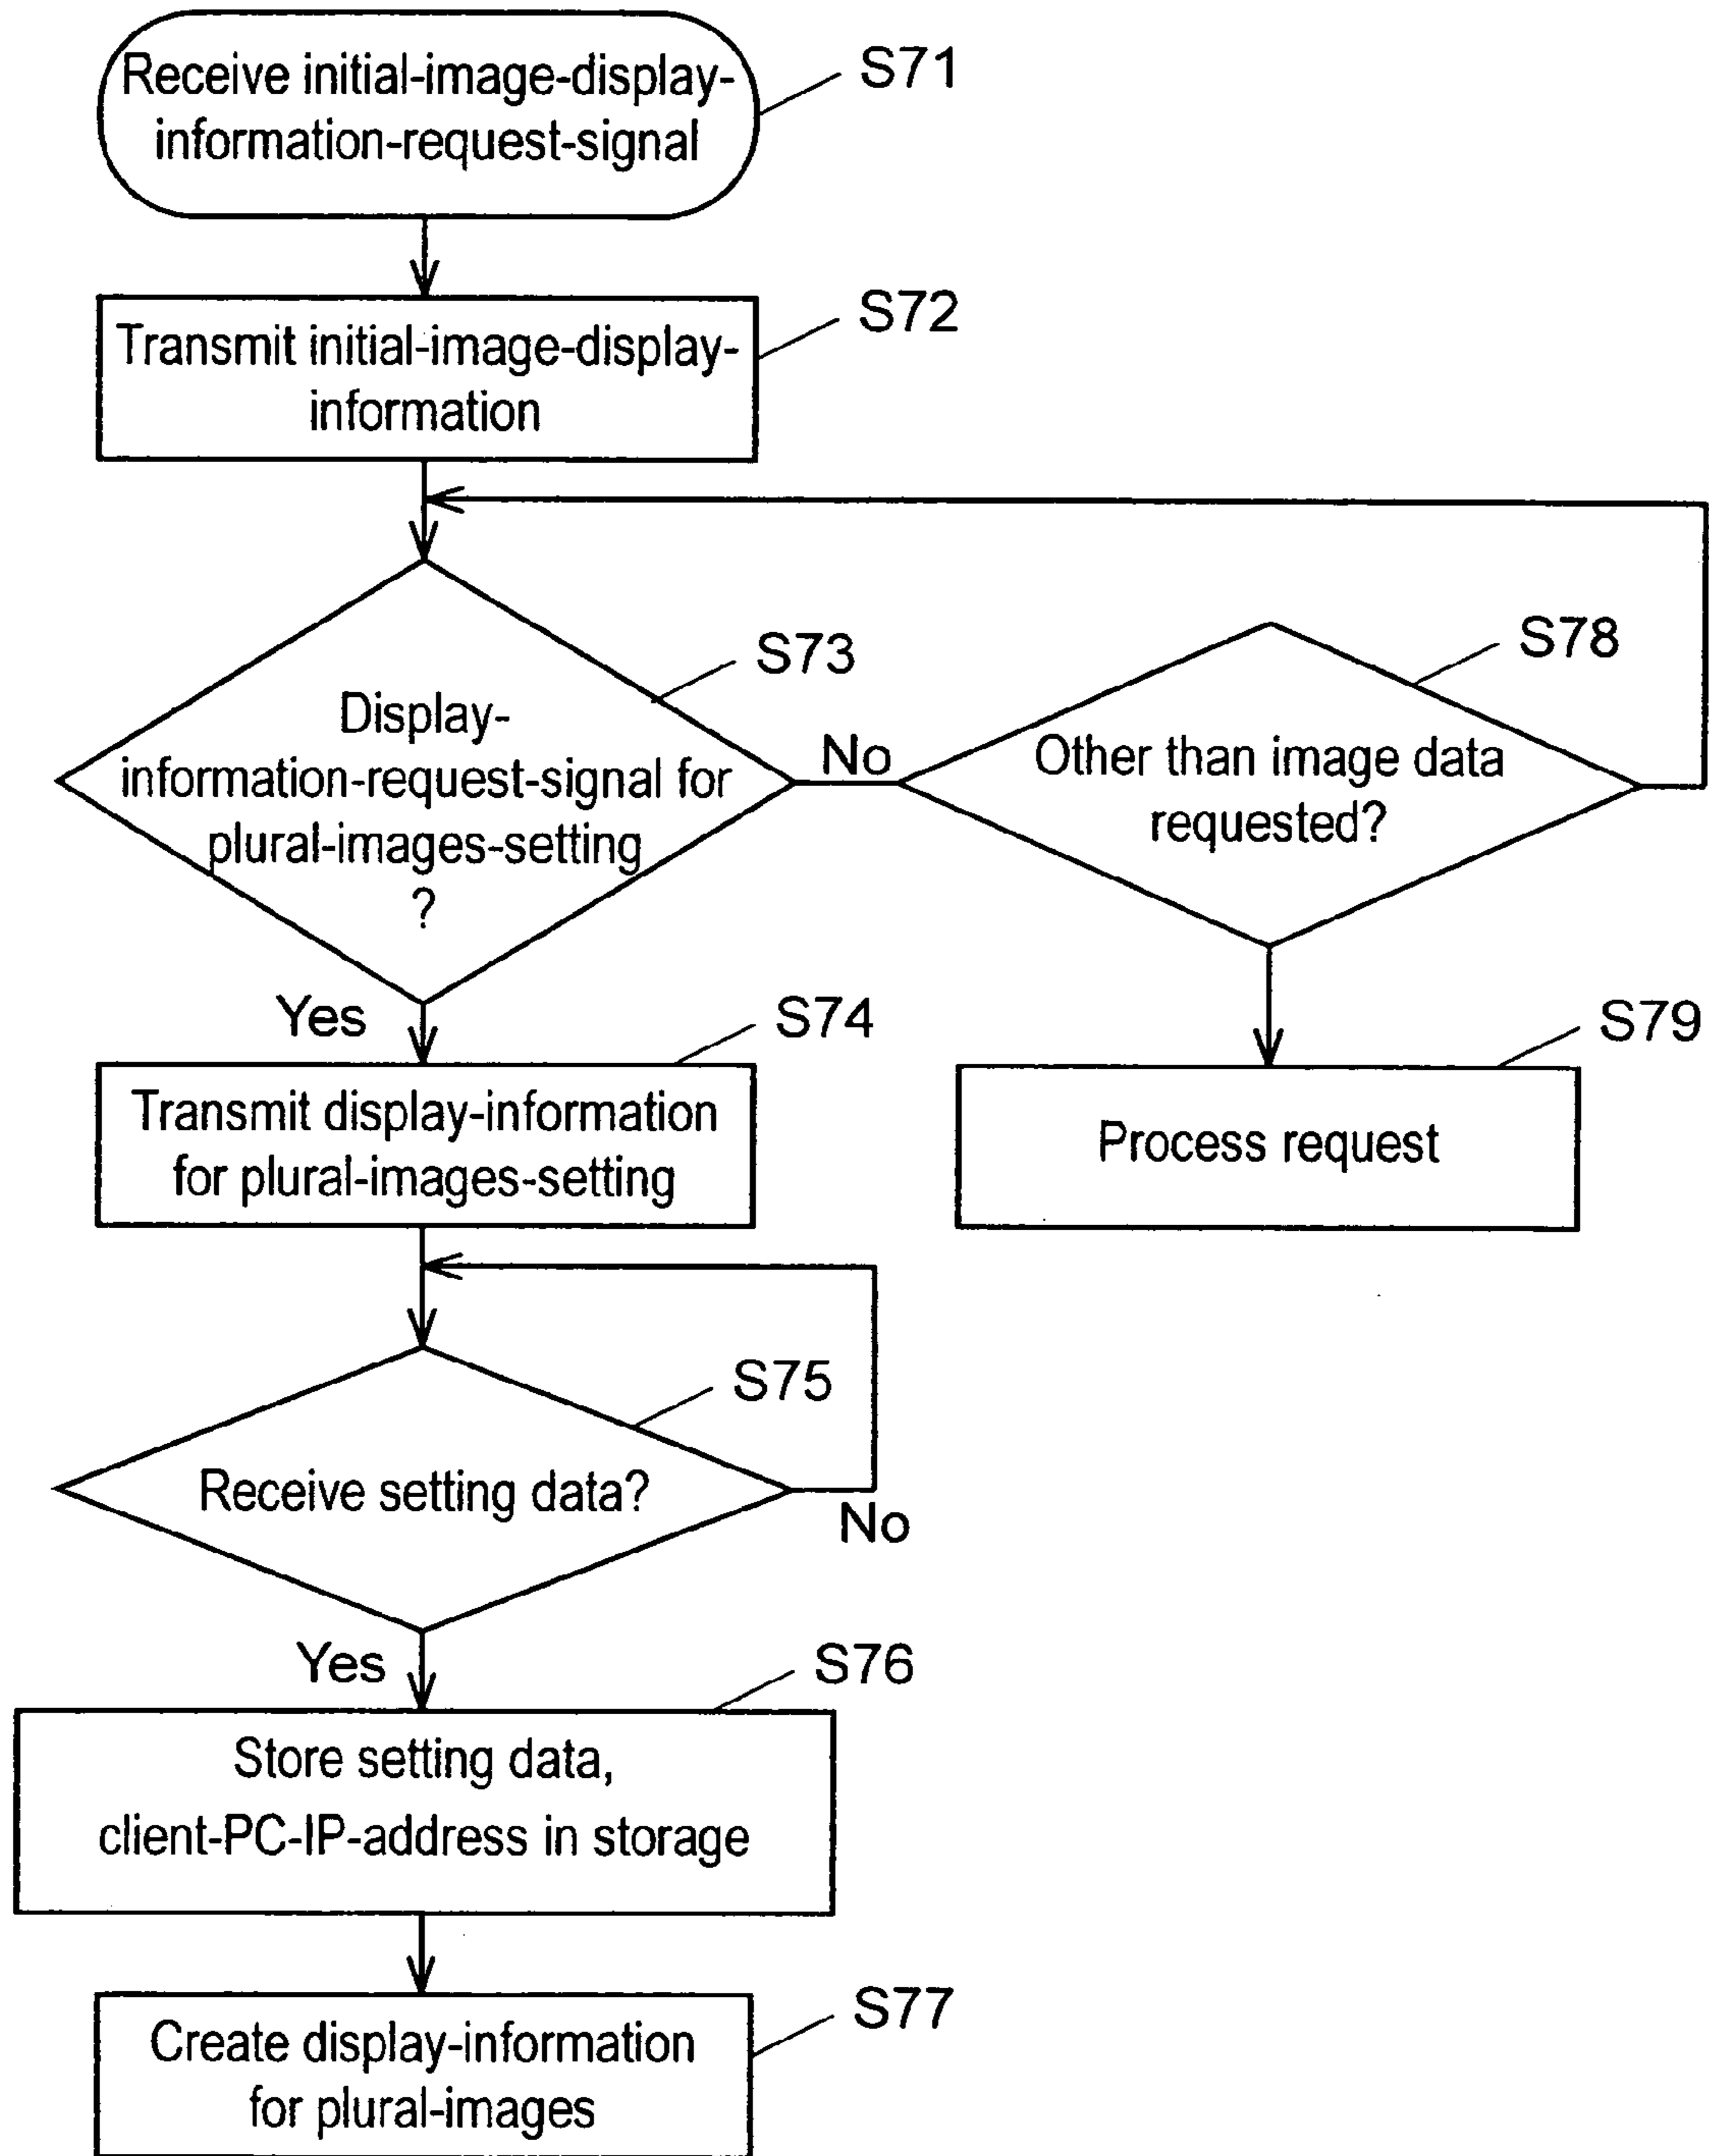 Receive initial-image-display-
information-request-signal
S71
Transmit initial-image-display-
information
S72
Display-
information-request-signal for
plural-images-setting
?
S73
No
Other than image data
requested?
S78
Yes
Transmit display-information
for plural-images-setting
S74
Process request
S79
Receive setting data?
S75
No
Yes
Store setting data,
client-PC-IP-address in storage
S76
Create display-information
for plural-images
S77